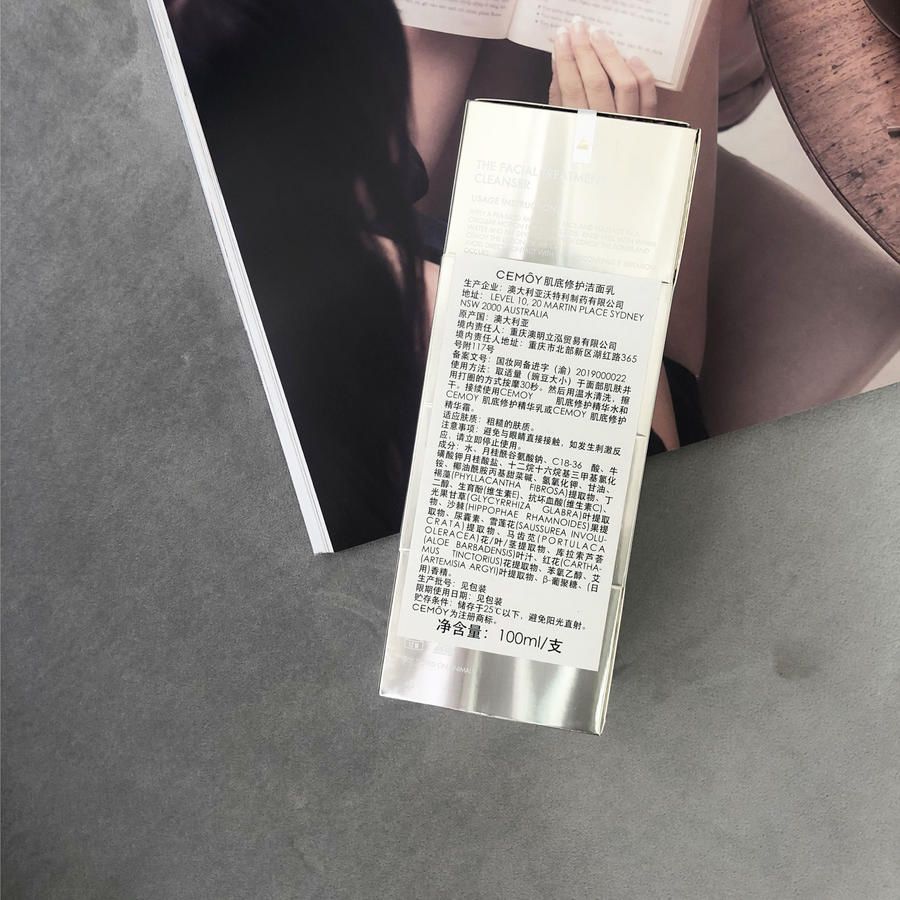 THE FACIAL TREATMENT
CLEANSER
USAGE INSTRUCTION
CEMÔY 肌底修护洁面乳
生产企业：澳大利亚沃特利制药有限公司
地址： LEVEL 10, 20 MARTIN PLACE SYDNEY
NSW 2000 AUSTRALIA
原产国：澳大利亚
境内责任人：重庆澳明立泓贸易有限公司
境内责任人地址：重庆市北部新区湖红路365
号附117号
备案文号：国妆网备进字（渝）2019000022
使用方法：取适量（豌豆大小）于面部肌肤并
用打圈的方式按摩30秒。然后用温水清洗，擦
干。接续使用CEMOY 肌底修护精华水和
CEMOY 肌底修护精华乳或CEMOY 肌底修护
精华霜。
适应肤质：粗糙的肤质。
注意事项：避免与眼睛直接接触，如发生刺激反
应，请立即停止使用。
成分：水、月桂酰谷氨酸钠、C18-36 酸、牛
磺酸钾月桂酸盐、十二烷十六烷基三甲基氯化
铵、椰油酰胺丙基甜菜碱、氢氧化钾、甘油、
褐藻(PHYLLACANTHA FIBROSA)提取物、丁
二醇、生育酚(维生素E)、抗坏血酸(维生素C)、
光果甘草(GLYCYRRHIZA GLABRA)叶提取
物、沙棘(HIPPOPHAE RHAMNOIDES)果提
取物、尿囊素、雪莲花(SAUSSUREA INVOLU-
CRATA)提取物、马齿苋(PORTULACA
OLERACEA)花/叶/茎提取物、库拉索芦荟
(ALOE BARBADENSIS)叶汁、红花(CARTHA-
MUS TINCTORIUS)花提取物、苯氧乙醇、艾
(ARTEMISIA ARGYI)叶提取物、β-葡聚糖、(日
用)香精。
生产批号：见包装
限期使用日期：见包装
贮存条件：储存于25℃以下，避免阳光直射。
CEMÔY为注册商标。
净含量：100ml/支